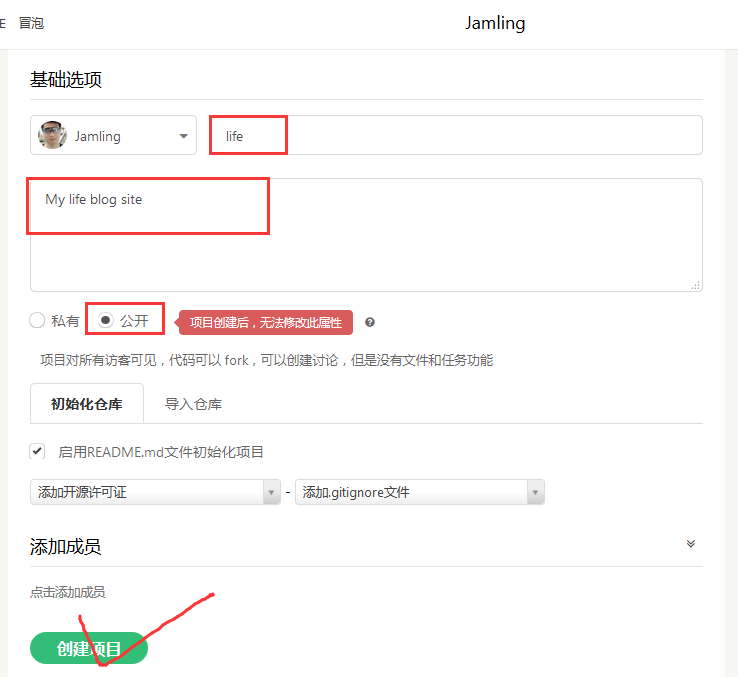 E 冒泡 Jamling
基础选项
Jamling life
My life blog site
私有 公开 项目创建后，无法修改此属性
项目对所有访客可见，代码可以 fork，可以创建讨论，但是没有文件和任务功能
初始化仓库 导入仓库
启用README.md文件初始化项目
添加开源许可证 - 添加.gitignore文件
添加成员
点击添加成员
创建项目